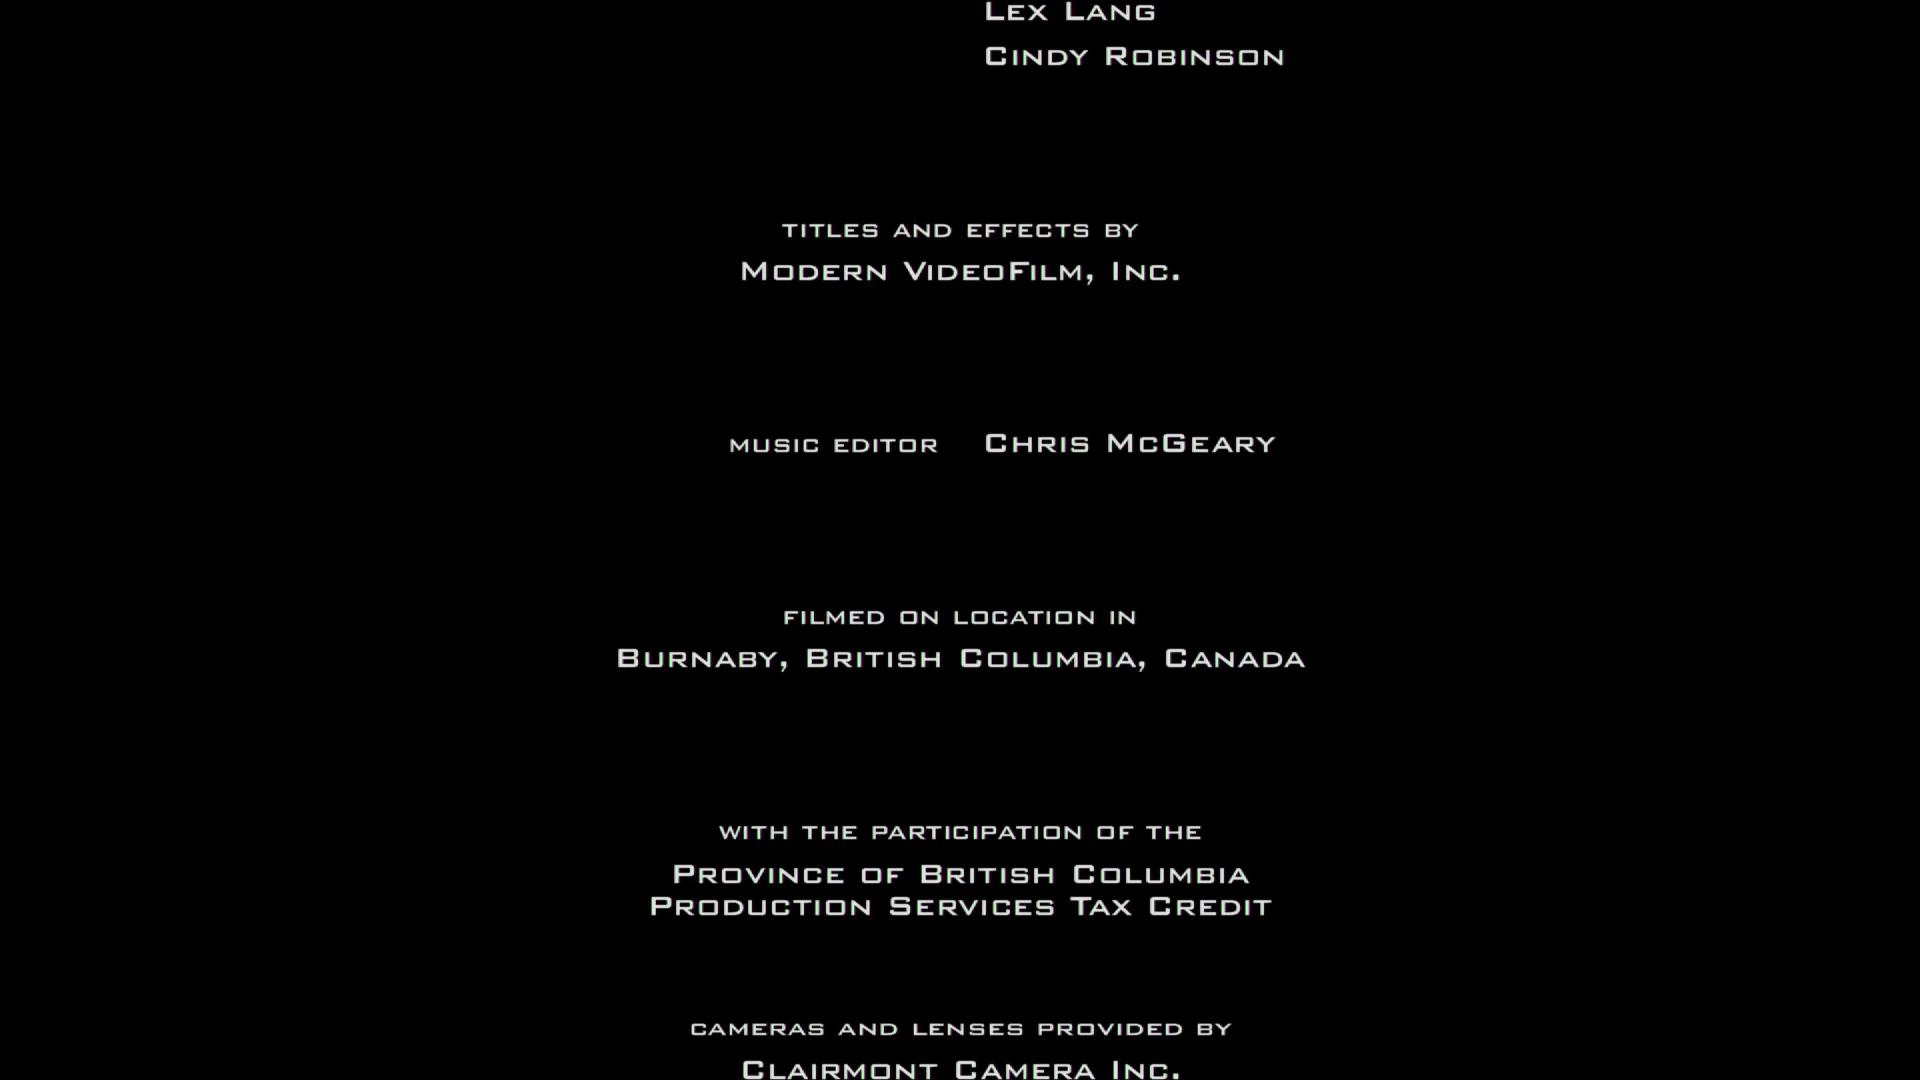 Lex Lang
Cindy Robinson
titles and effects by
Modern VideoFilm, Inc.
music editor Chris McGeary
filmed on location in
Burnaby, British Columbia, Canada
with the participation of the
Province of British Columbia
Production Services Tax Credit
cameras and lenses provided by
Clairmont Camera Inc.